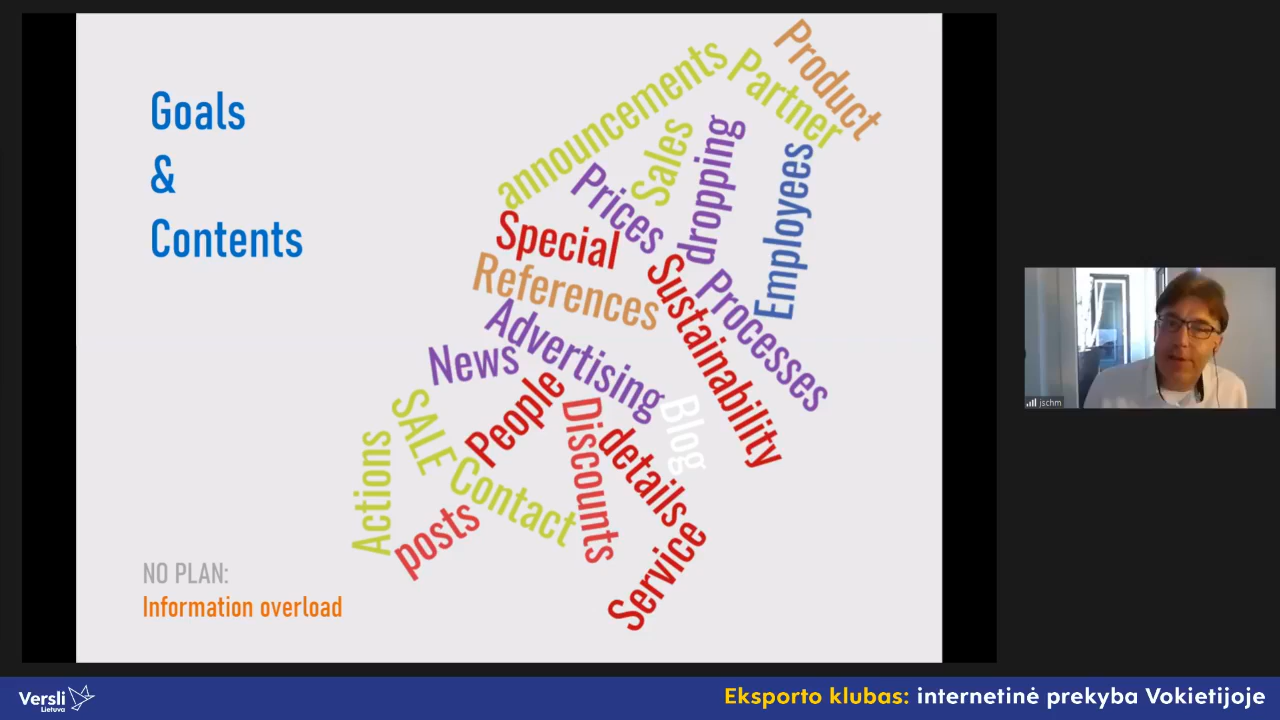 Goals
&
Contents
Product
Partner
announcements
Sales
dropping
Employees
Prices
Special
References
Sustainability
Processes
Advertising
News
People
Blog
SALE
Discounts
details
Actions
Contact
posts
Service
NO PLAN:
Information overload
jschm
Versli
Lietuva
Eksporto klubas: internetinė prekyba Vokietijoje